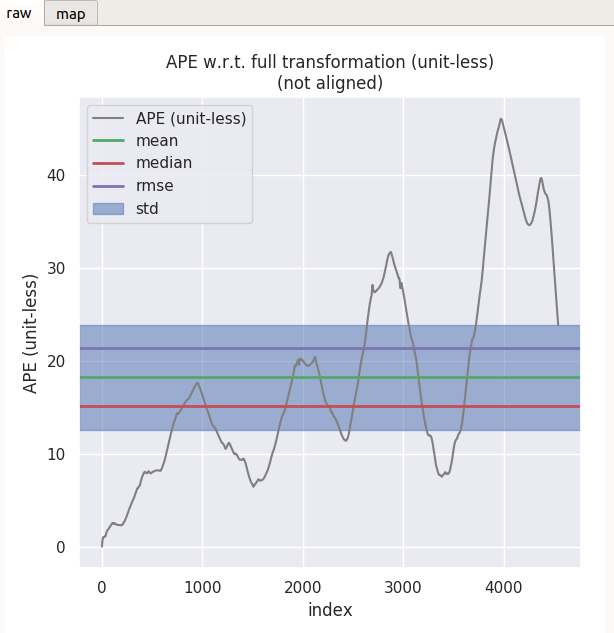 raw map
APE w.r.t. full transformation (unit-less)
(not aligned)
APE (unit-less)
mean
median
rmse
std
APE (unit-less)
40
30
20
10
0
0 1000 2000 3000 4000
index